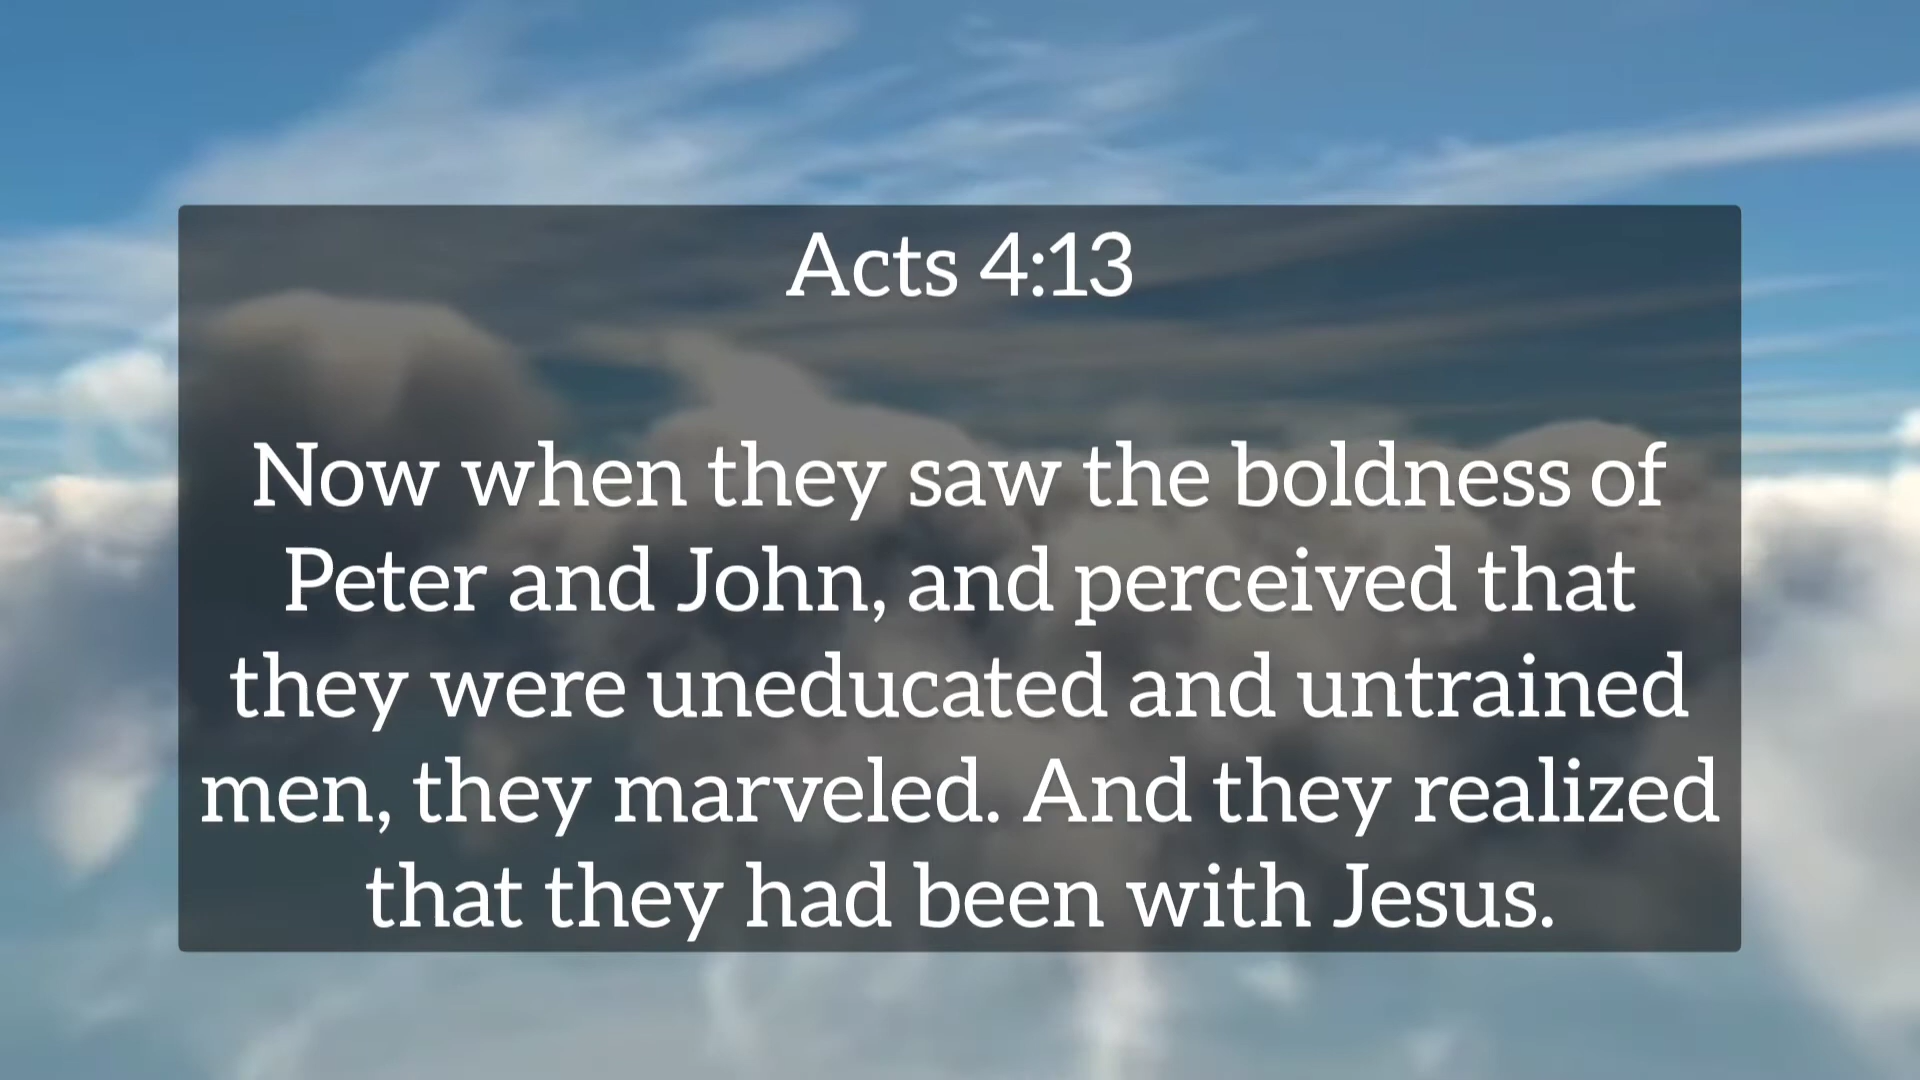 Acts 4:13
Now when they saw the boldness of
Peter and John, and perceived that
they were uneducated and untrained
men, they marveled. And they realized
that they had been with Jesus.